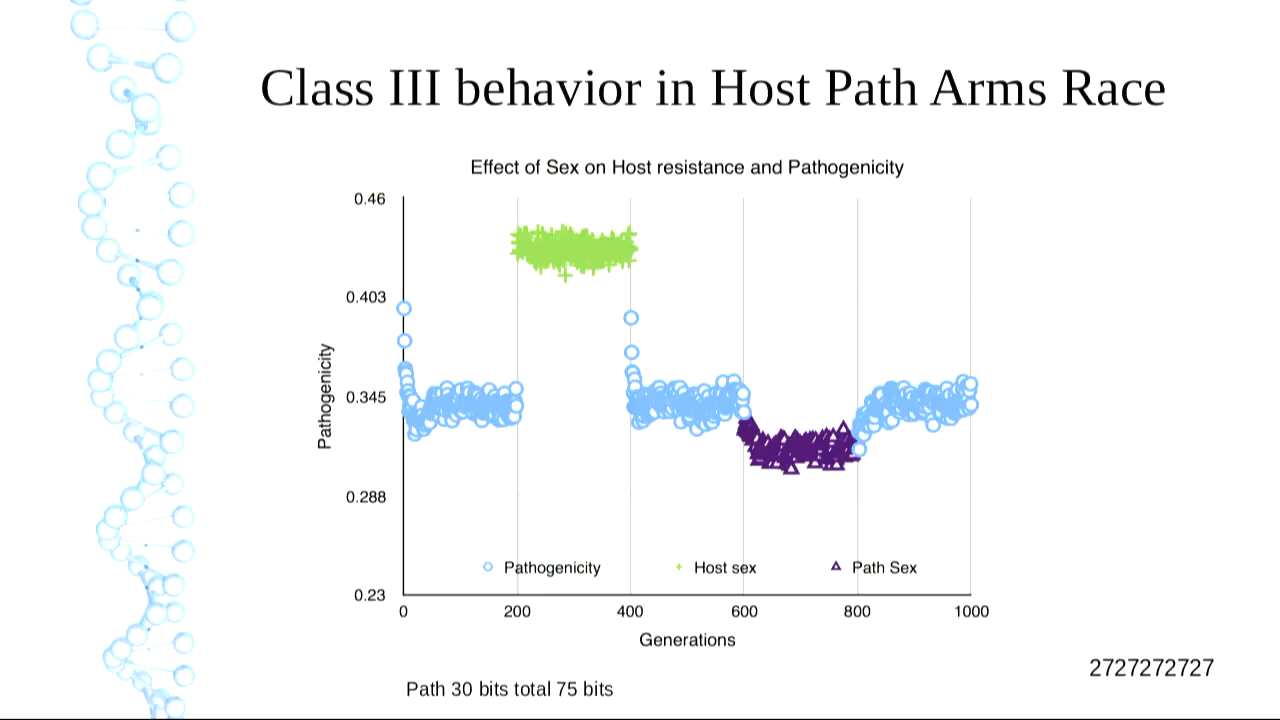 Class III behavior in Host Path Arms Race
Effect of Sex on Host resistance and Pathogenicity
0.46
0.403
0.345
0.288
0.23
Pathogenicity
Pathogenicity Host sex Path Sex
0 200 400 600 800 1000
Generations
2727272727
Path 30 bits total 75 bits